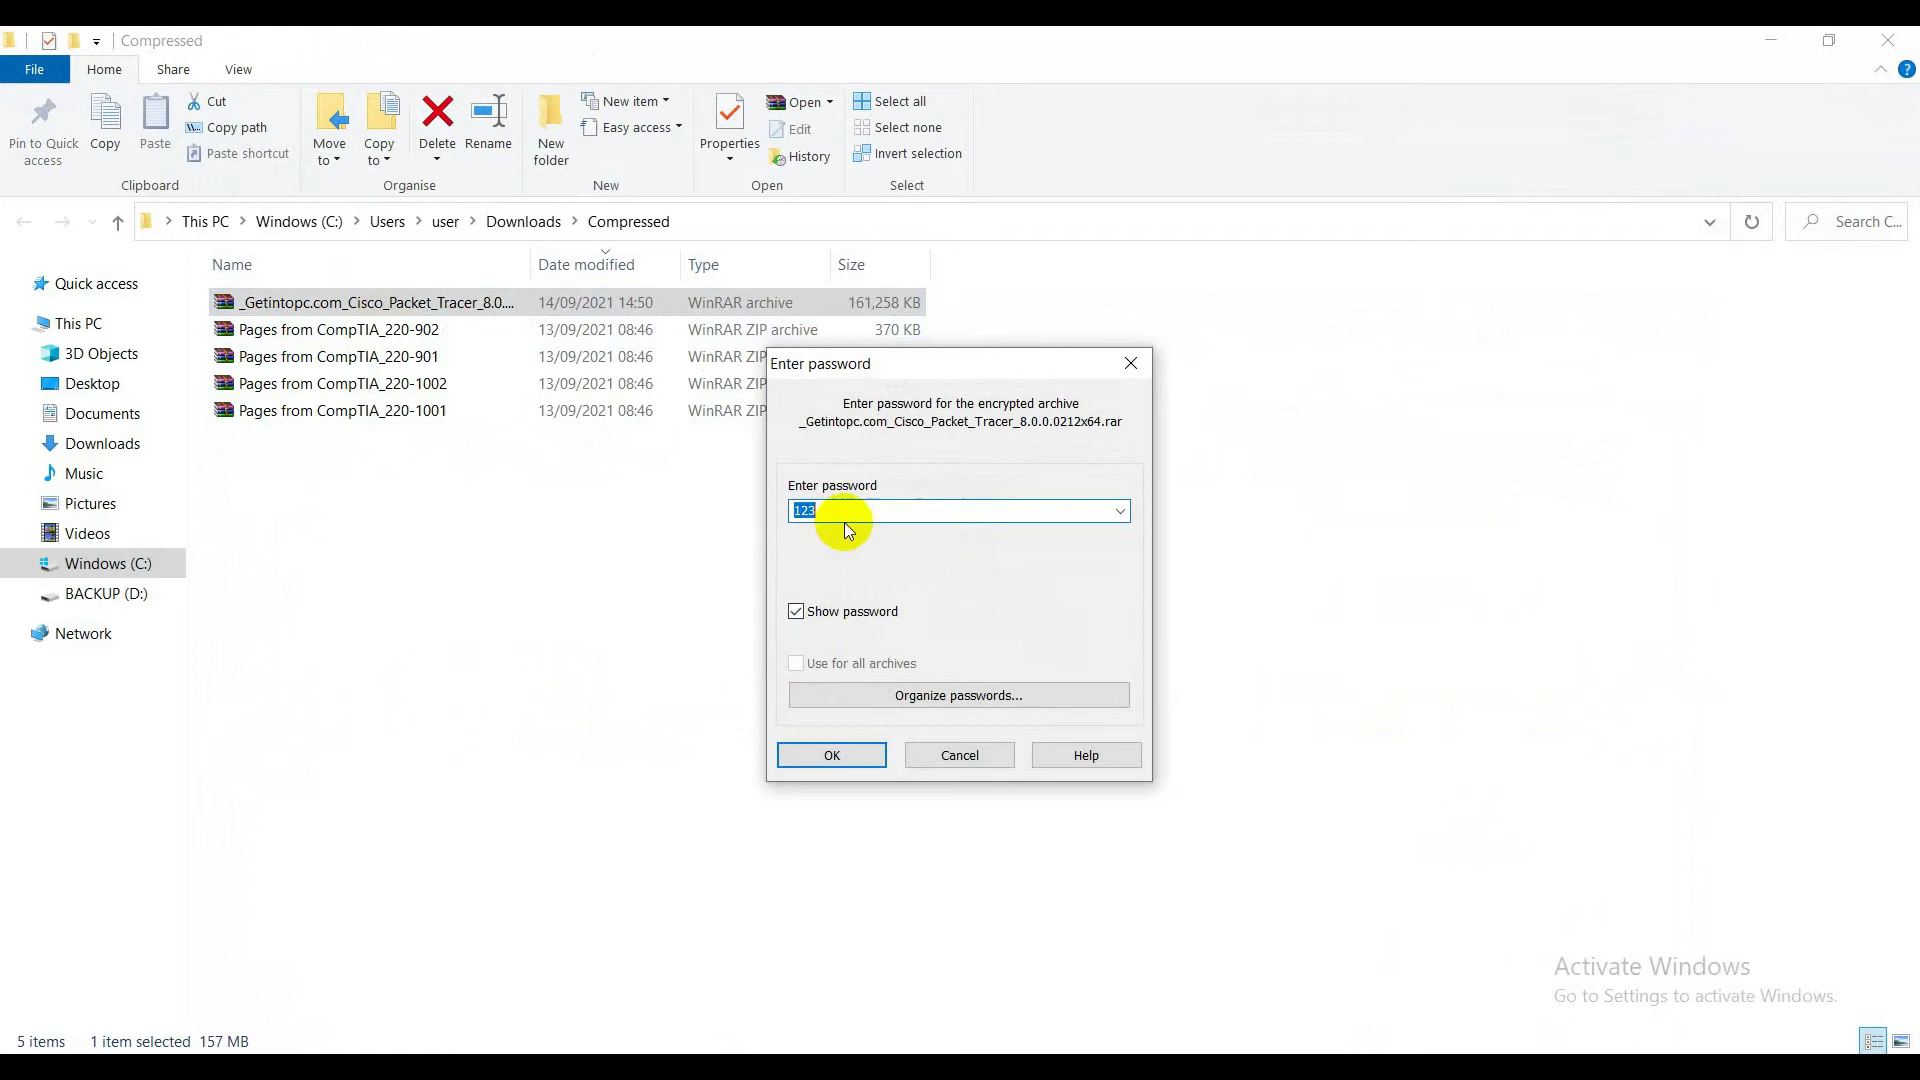 Compressed
File Home Share View
Pin to Quick access
Copy
Paste
Cut
Copy path
Paste shortcut
Clipboard
Move to
Copy to
Delete
Rename
Organise
New folder
New item
Easy access
New
Properties
Open
Edit
History
Open
Select all
Select none
Invert selection
Select
This PC Windows (C:) Users user Downloads Compressed
Search C...
Name Date modified Type Size
_Getintopc.com_Cisco_Packet_Tracer_8.0.... 14/09/2021 14:50 WinRAR archive 161,258 KB
Pages from CompTIA_220-902 13/09/2021 08:46 WinRAR ZIP archive 370 KB
Pages from CompTIA_220-901 13/09/2021 08:46 WinRAR ZIP
Pages from CompTIA_220-1002 13/09/2021 08:46 WinRAR ZIP
Pages from CompTIA_220-1001 13/09/2021 08:46 WinRAR ZIP
Quick access
This PC
3D Objects
Desktop
Documents
Downloads
Music
Pictures
Videos
Windows (C:)
BACKUP (D:)
Network
Enter password
Enter password for the encrypted archive
_Getintopc.com_Cisco_Packet_Tracer_8.0.0.0212x64.rar
Enter password
123
Show password
Use for all archives
Organize passwords...
OK Cancel Help
Activate Windows
Go to Settings to activate Windows.
5 items 1 item selected 157 MB